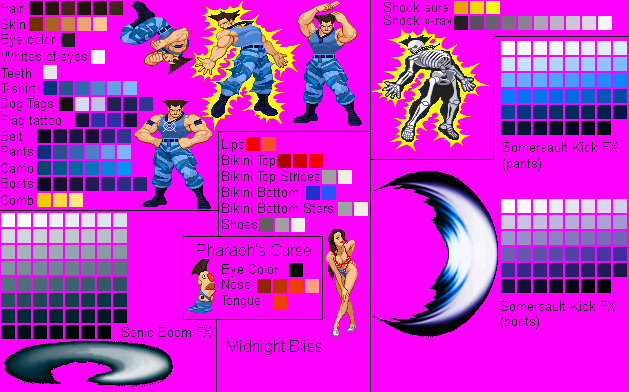 Hair
Skin
Eye color
Whites of eyes
Teeth
T-shirt
Dog Tags
Flag tattoo
Belt
Pants
Camo
Boots
Comb
Shock aura
Shock x-ray
Somersault Kick FX
(pants)
Lips
Bikini Top
Bikini Top Stripes
Bikini Bottom
Bikini Bottom Stars
Shoes
Pharaoh's Curse
Eye Color
Nose
Tongue
Midnight Bliss
Sonic Boom FX
Somersault Kick FX
(boots)